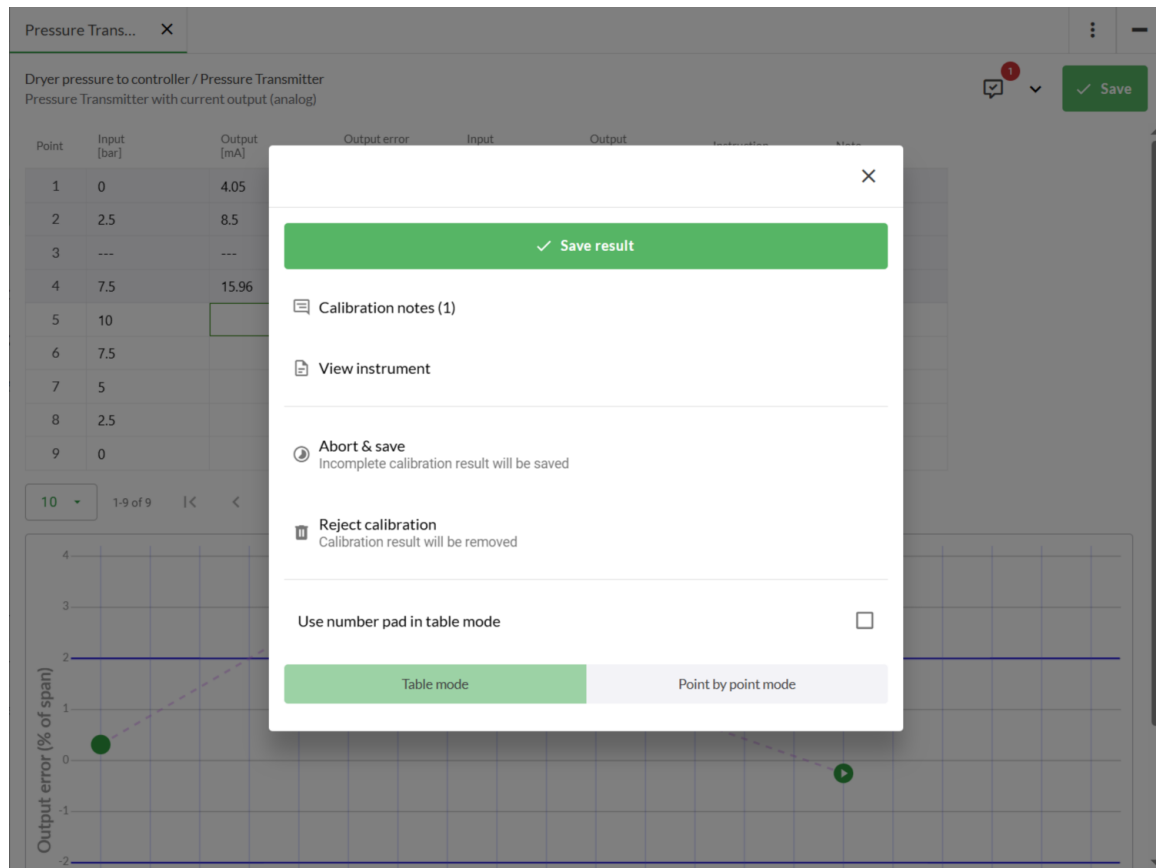 Pressure Trans...
Dryer pressure to controller / Pressure Transmitter
Pressure Transmitter with current output (analog)
1
Save
Point Input [bar] Output [mA] Output error Input Output Instruction Note
1 0 4.05
2 2.5 8.5
3 --- ---
4 7.5 15.96
5 10
6 7.5
7 5
8 2.5
9 0
10 1-9 of 9
Save result
Calibration notes (1)
View instrument
Abort & save
Incomplete calibration result will be saved
Reject calibration
Calibration result will be removed
Use number pad in table mode
Table mode Point by point mode
Output error (% of span)
4
3
2
1
0
-1
-2